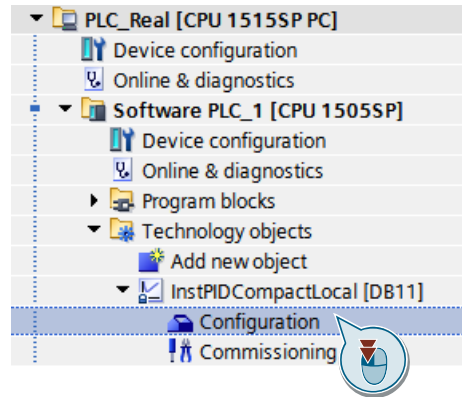 PLC_Real [CPU 1515SP PC]
Device configuration
Online & diagnostics
Software PLC_1 [CPU 1505SP]
Device configuration
Online & diagnostics
Program blocks
Technology objects
Add new object
InstPIDCompactLocal [DB11]
Configuration
Commissioning